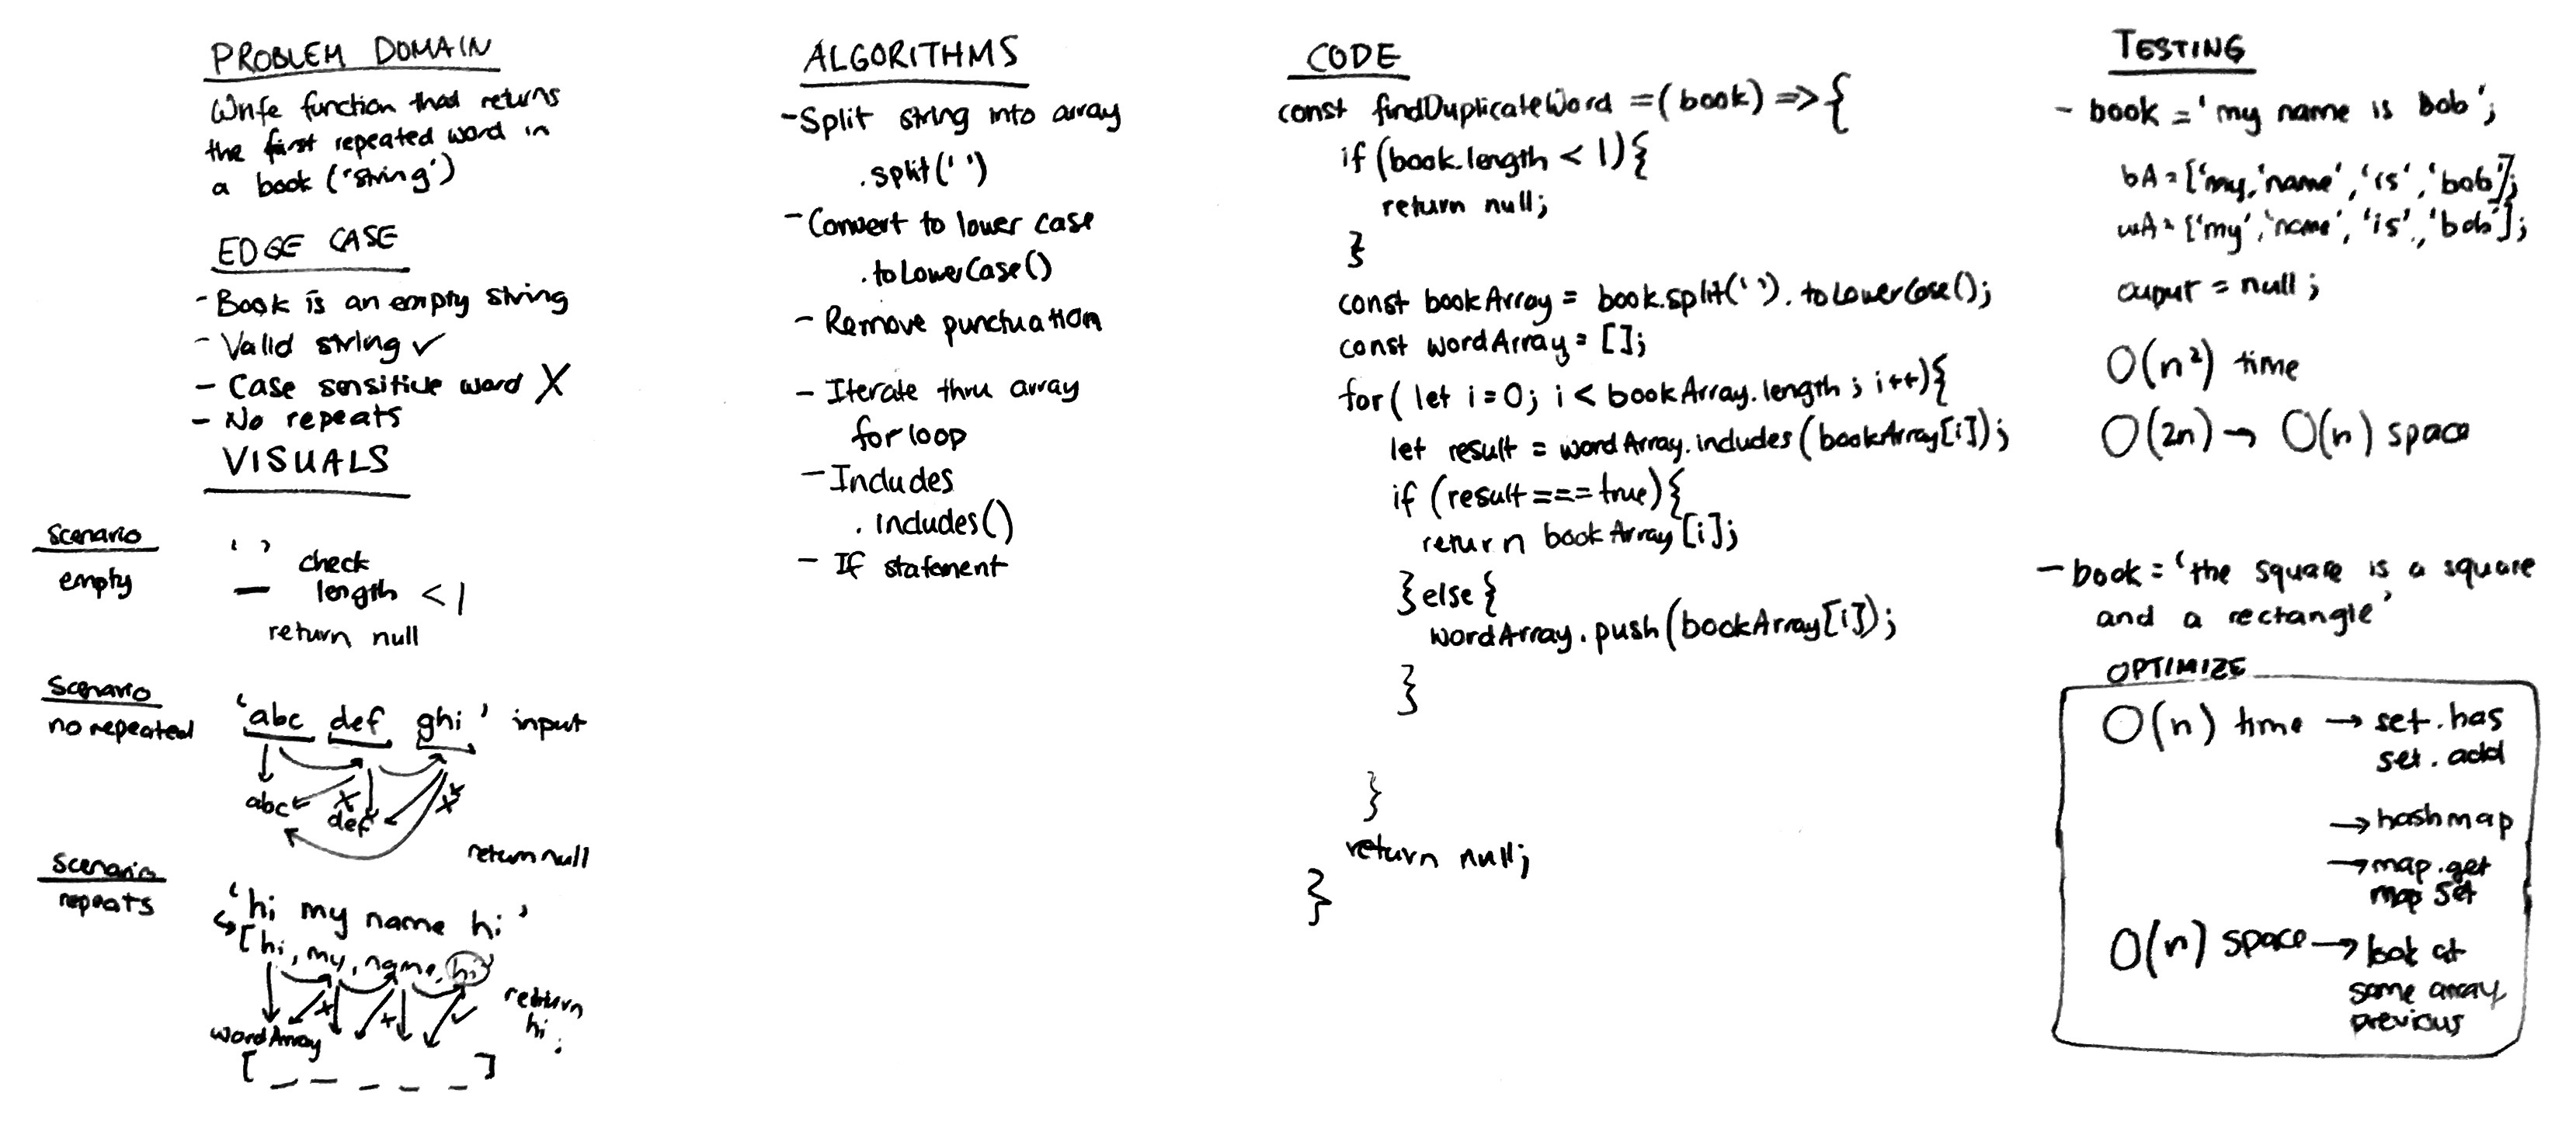 PROBLEM DOMAIN
Write function that returns
the first repeated word in
a book ('string')
EDGE CASE
- Book is an empty string
- Valid string ✓
- Case sensitive word X
- No repeats
VISUALS
scenario
empty
' '
check
length < 1
return null
scenario
no repeated
'abc def ghi' input
abc
def
return null
scenario
repeats
'hi my name hi'
[hi, my, name, hi]
return
hi
wordArray
[ _ _ _ _ _ ]
ALGORITHMS
- Split string into array
.split(' ')
- Convert to lower case
.toLowerCase()
- Remove punctuation
- Iterate thru array
for loop
- Includes
.includes()
- If statement
CODE
const findDuplicateWord = (book) => {
if (book.length < 1){
return null;
}
const bookArray = book.split(' ').toLowerCase();
const wordArray = [];
for( let i = 0; i < bookArray.length; i++){
let result = wordArray.includes(bookArray[i]);
if (result === true){
return bookArray[i];
}else{
wordArray.push(bookArray[i]);
}
}
return null;
}
TESTING
- book = 'my name is bob';
bA = ['my,'name','is','bob'];
wA = ['my','name','is','bob'];
ouput = null;
O(n²) time
O(2n) → O(n) space
- book = 'the square is a square
and a rectangle'
OPTIMIZE
O(n) time → set.has
set.add
→ hashmap
→ map.get
map set
O(n) space → look at
same array
previous